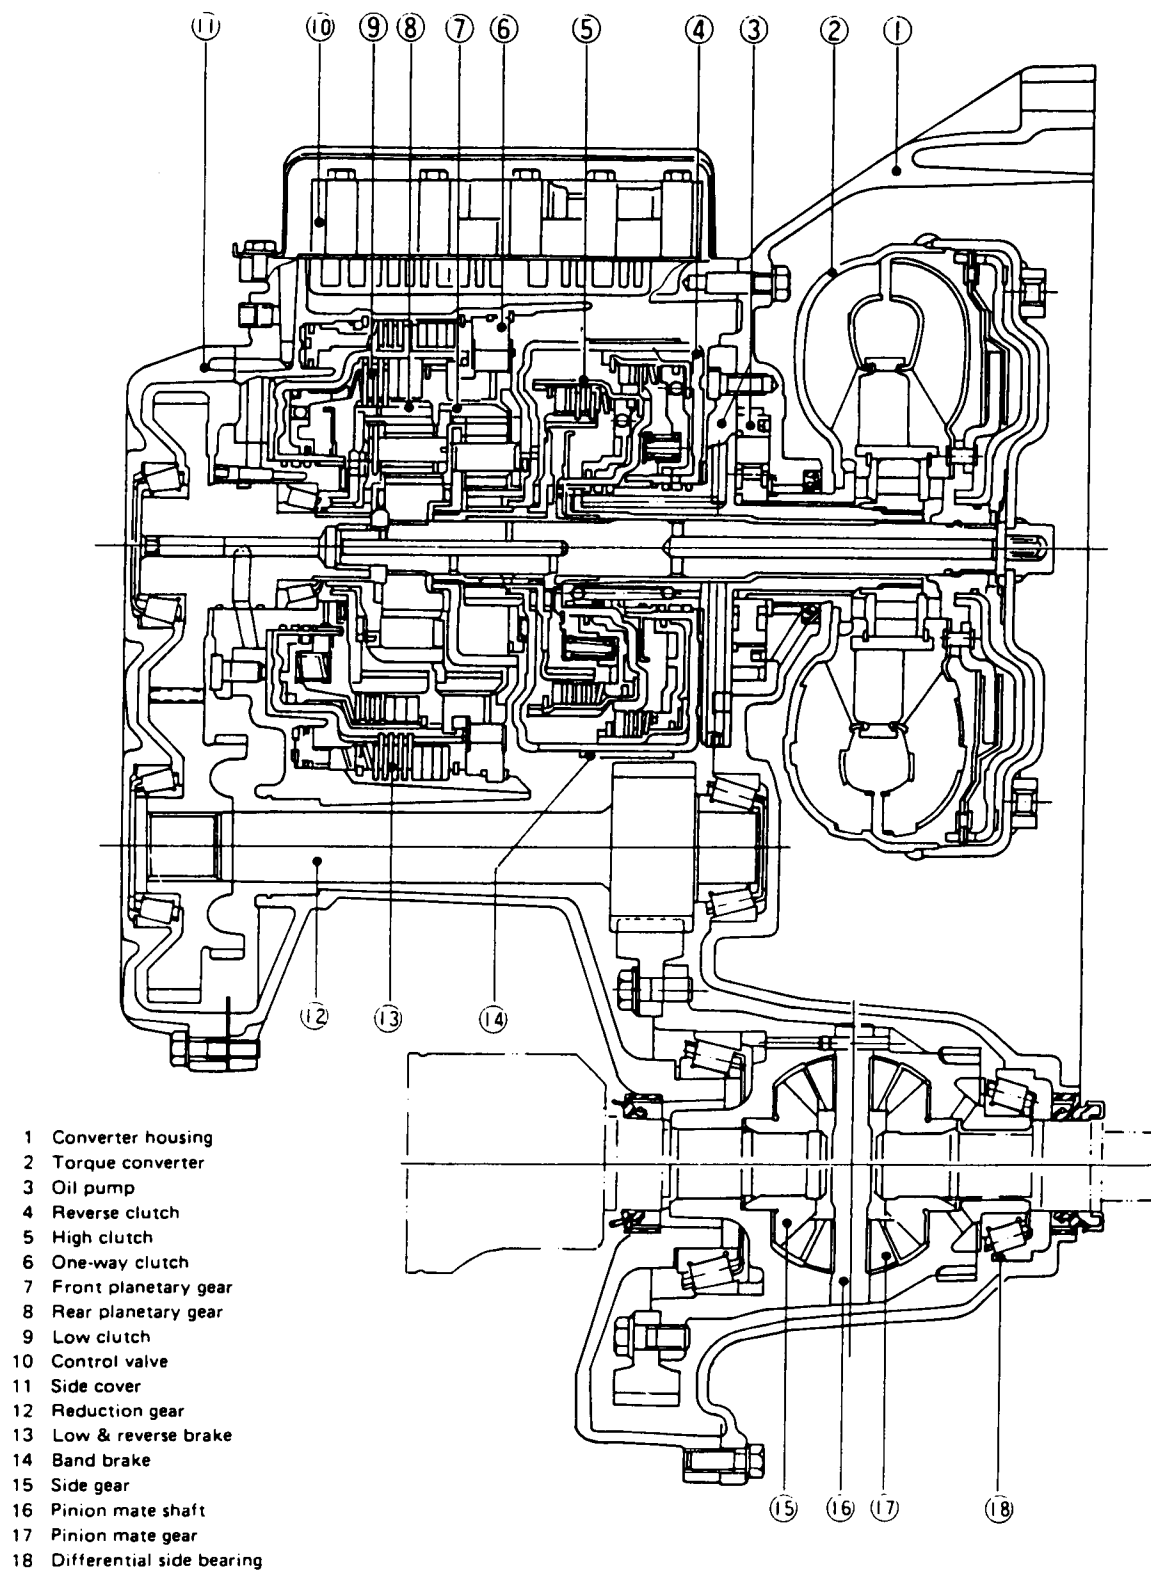 11 10 9 8 7 6 5 4 3 2 1
12 13 14
15 16 17 18
1 Converter housing
2 Torque converter
3 Oil pump
4 Reverse clutch
5 High clutch
6 One-way clutch
7 Front planetary gear
8 Rear planetary gear
9 Low clutch
10 Control valve
11 Side cover
12 Reduction gear
13 Low & reverse brake
14 Band brake
15 Side gear
16 Pinion mate shaft
17 Pinion mate gear
18 Differential side bearing